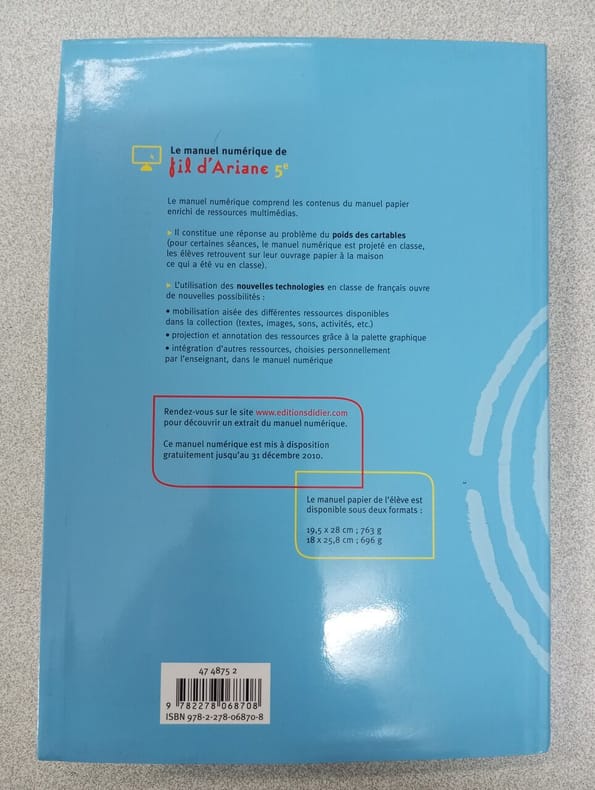 Le manuel numérique de
fil d'Ariane 5e
Le manuel numérique comprend les contenus du manuel papier
enrichi de ressources multimédias.
▸ Il constitue une réponse au problème du poids des cartables
(pour certaines séances, le manuel numérique est projeté en classe,
les élèves retrouvent sur leur ouvrage papier à la maison
ce qui a été vu en classe).
▸ L'utilisation des nouvelles technologies en classe de français ouvre
de nouvelles possibilités :
• mobilisation aisée des différentes ressources disponibles
dans la collection (textes, images, sons, activités, etc.)
• projection et annotation des ressources grâce à la palette graphique
• intégration d'autres ressources, choisies personnellement
par l'enseignant, dans le manuel numérique
Rendez-vous sur le site www.editionsdidier.com
pour découvrir un extrait du manuel numérique.
Ce manuel numérique est mis à disposition
gratuitement jusqu'au 31 décembre 2010.
Le manuel papier de l'élève est
disponible sous deux formats :
19,5 x 28 cm ; 763 g
18 x 25,8 cm ; 696 g
47 4875 2
9 782278 068708
ISBN 978-2-278-06870-8